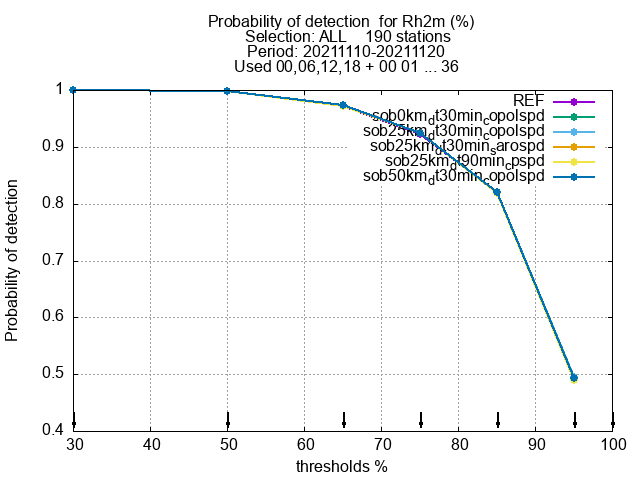 Probability of detection  for Rh2m (%)
Selection: ALL    190 stations
Period: 20211110-20211120
Used 00,06,12,18 + 00 01 ... 36
REF
sob0km_dt30min_copolspd
sob25km_dt30min_copolspd
sob25km_dt30min_sarospd
sob25km_dt90min_cpspd
sob50km_dt30min_copolspd
Probability of detection
1
0.9
0.8
0.7
0.6
0.5
0.4
30 40 50 60 70 80 90 100
thresholds %